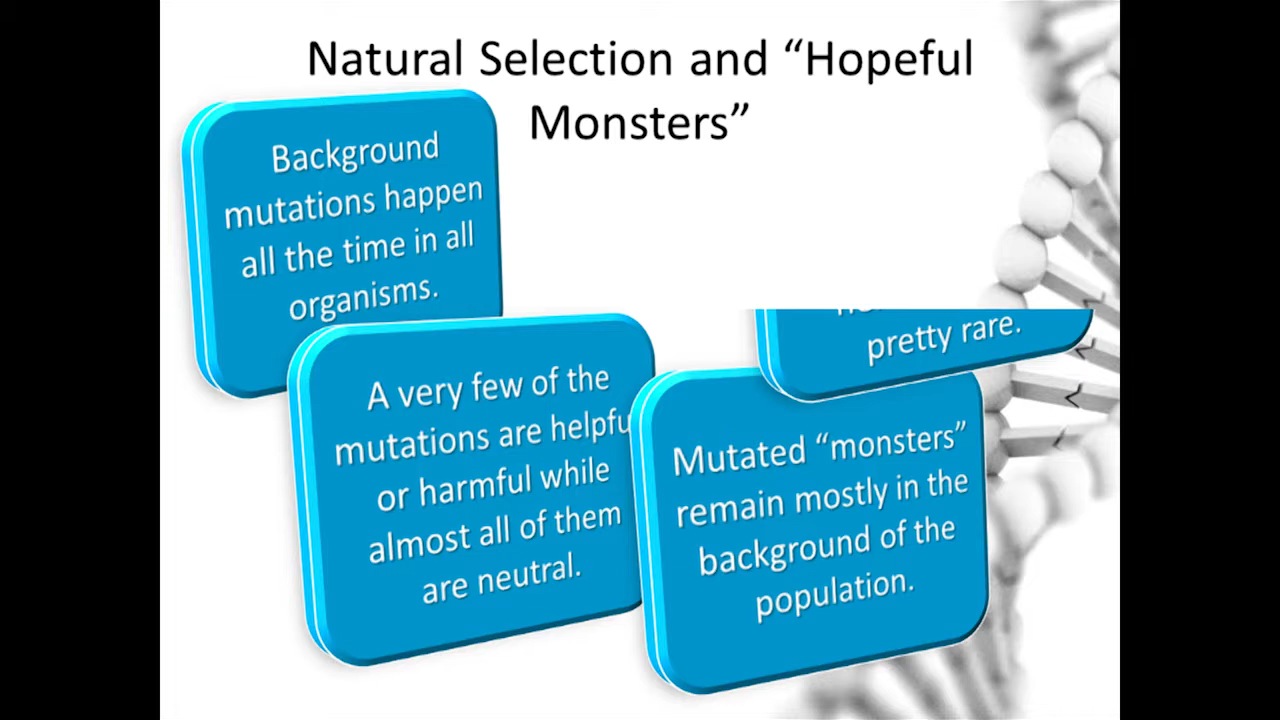 Natural Selection and “Hopeful
Monsters”
Background
mutations happen
all the time in all
organisms.
A very few of the
mutations are helpfu
or harmful while
almost all of them
are neutral.
pretty rare.
Mutated “monsters”
remain mostly in the
background of the
population.